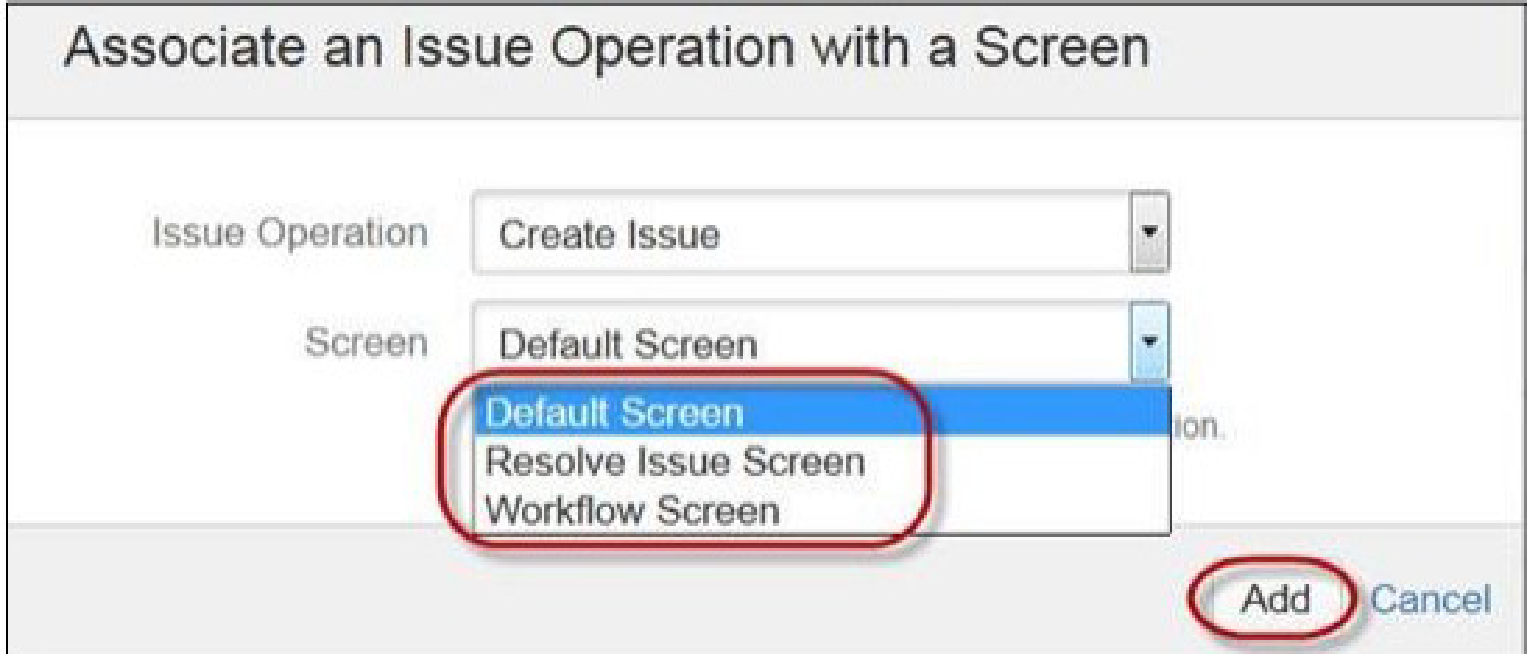 Associate an Issue Operation with a Screen
Issue Operation Create Issue
Screen Default Screen
Default Screen
ion.
Resolve Issue Screen
Workflow Screen
Add Cancel